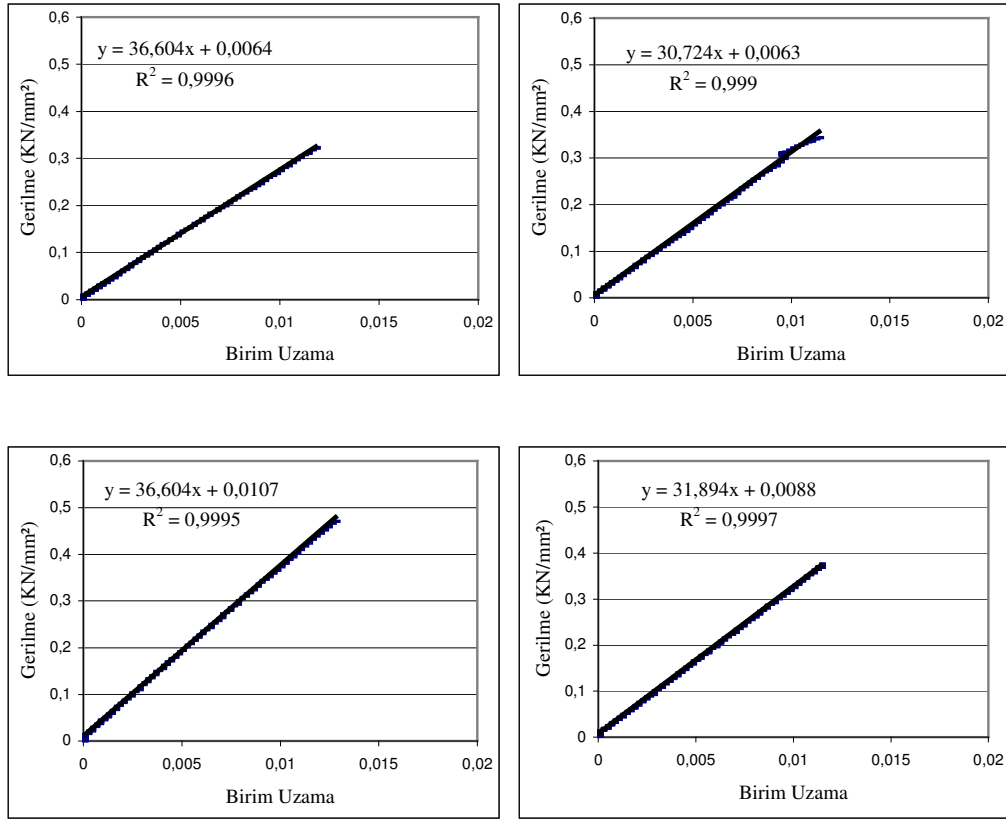 0,6
y = 36,604x + 0,0064
R² = 0,9996
0,5
0,4
0,3
0,2
0,1
0
0 0,005 0,01 0,015 0,02
Gerilme (KN/mm²)
Birim Uzama
0,6
y = 30,724x + 0,0063
R² = 0,999
0,5
0,4
0,3
0,2
0,1
0
0 0,005 0,01 0,015 0,02
Gerilme (KN/mm²)
Birim Uzama
0,6
y = 36,604x + 0,0107
R² = 0,9995
0,5
0,4
0,3
0,2
0,1
0
0 0,005 0,01 0,015 0,02
Gerilme (KN/mm²)
Birim Uzama
0,6
y = 31,894x + 0,0088
R² = 0,9997
0,5
0,4
0,3
0,2
0,1
0
0 0,005 0,01 0,015 0,02
Gerilme (KN/mm²)
Birim Uzama